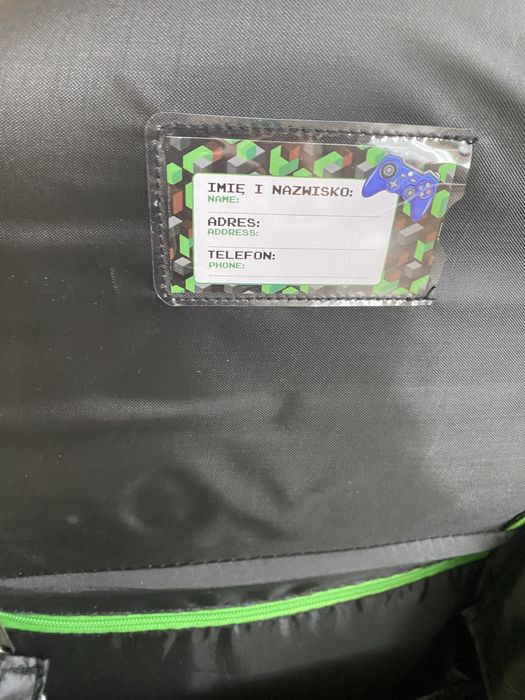 IMIĘ I NAZWISKO:
NAME:
ADRES:
ADDRESS:
TELEFON:
PHONE: